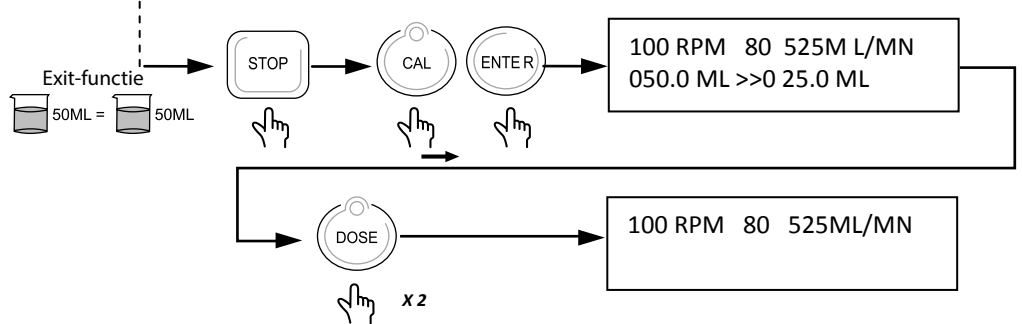 Exit-functie
50ML = 50ML
STOP
CAL
ENTE R
100 RPM 80 525M L/MN
050.0 ML >>0 25.0 ML
DOSE
X 2
100 RPM 80 525ML/MN